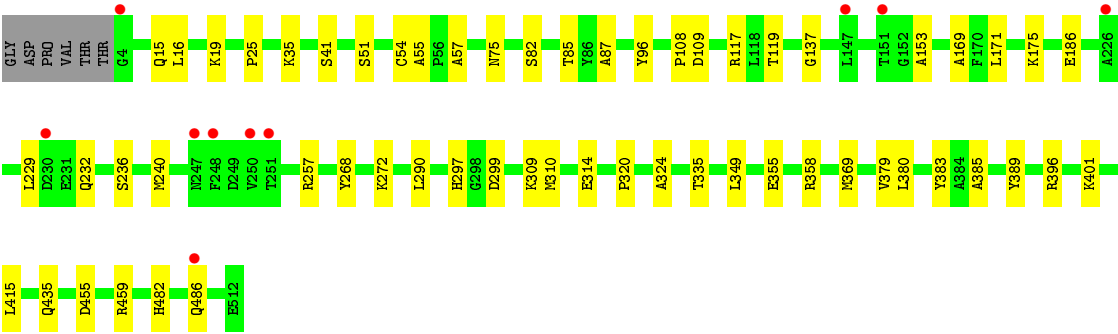 GLY ASP PRO VAL THR THR G4 Q15 L16 K19 P25 K35 S41 S51 C54 A55 P56 A57 N75 S82 T85 Y86 A87 Y96 P108 D109 R117 L118 T119 G137 L147 T151 G152 A153 A169 F170 L171 K175 E186 A226
L229 D230 E231 Q232 S236 M240 N247 F248 D249 V250 T251 R257 Y268 K272 L290 H297 G298 D299 K309 M310 E314 P320 A324 T335 L349 E355 R358 M369 V379 L380 Y383 A384 A385 Y389 R396 K401
L415 Q435 D455 R459 H482 Q486 E512